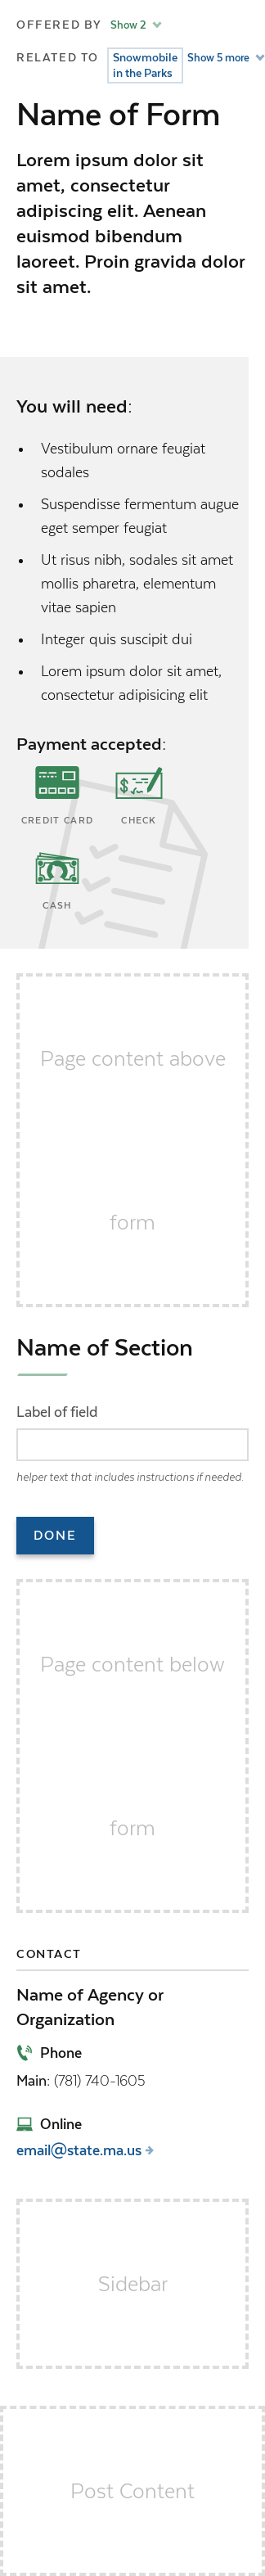 OFFERED BY Show 2
RELATED TO Snowmobile in the Parks Show 5 more
Name of Form
Lorem ipsum dolor sit
amet, consectetur
adipiscing elit. Aenean
euismod bibendum
laoreet. Proin gravida dolor
sit amet.
You will need:
Vestibulum ornare feugiat
sodales
Suspendisse fermentum augue
eget semper feugiat
Ut risus nibh, sodales sit amet
mollis pharetra, elementum
vitae sapien
Integer quis suscipit dui
Lorem ipsum dolor sit amet,
consectetur adipisicing elit
Payment accepted:
CREDIT CARD
CHECK
CASH
Page content above
form
Name of Section
Label of field
helper text that includes instructions if needed.
DONE
Page content below
form
CONTACT
Name of Agency or
Organization
Phone
Main: (781) 740-1605
Online
email@state.ma.us
Sidebar
Post Content